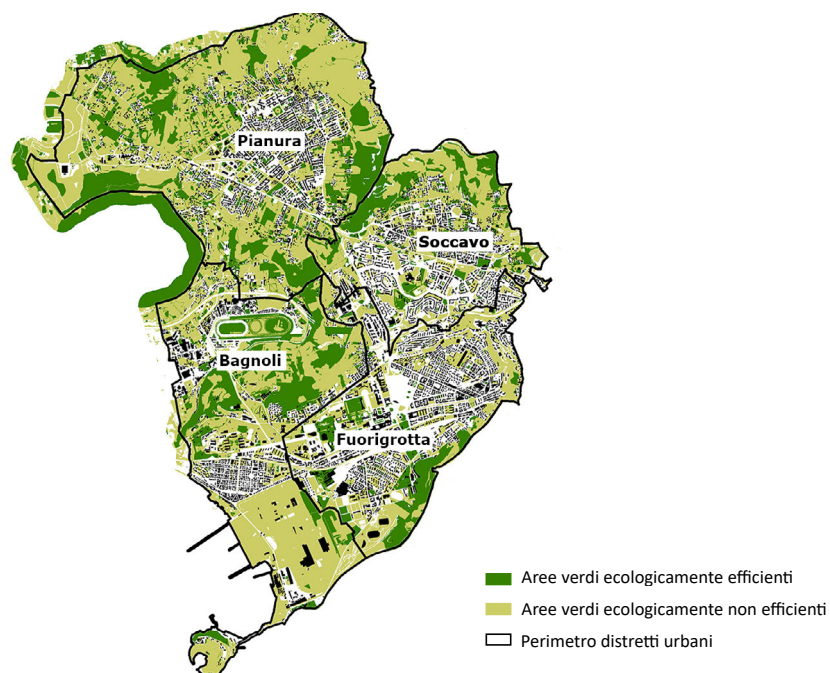 Pianura
Soccavo
Bagnoli
Fuorigrotta
Aree verdi ecologicamente efficienti
Aree verdi ecologicamente non efficienti
Perimetro distretti urbani